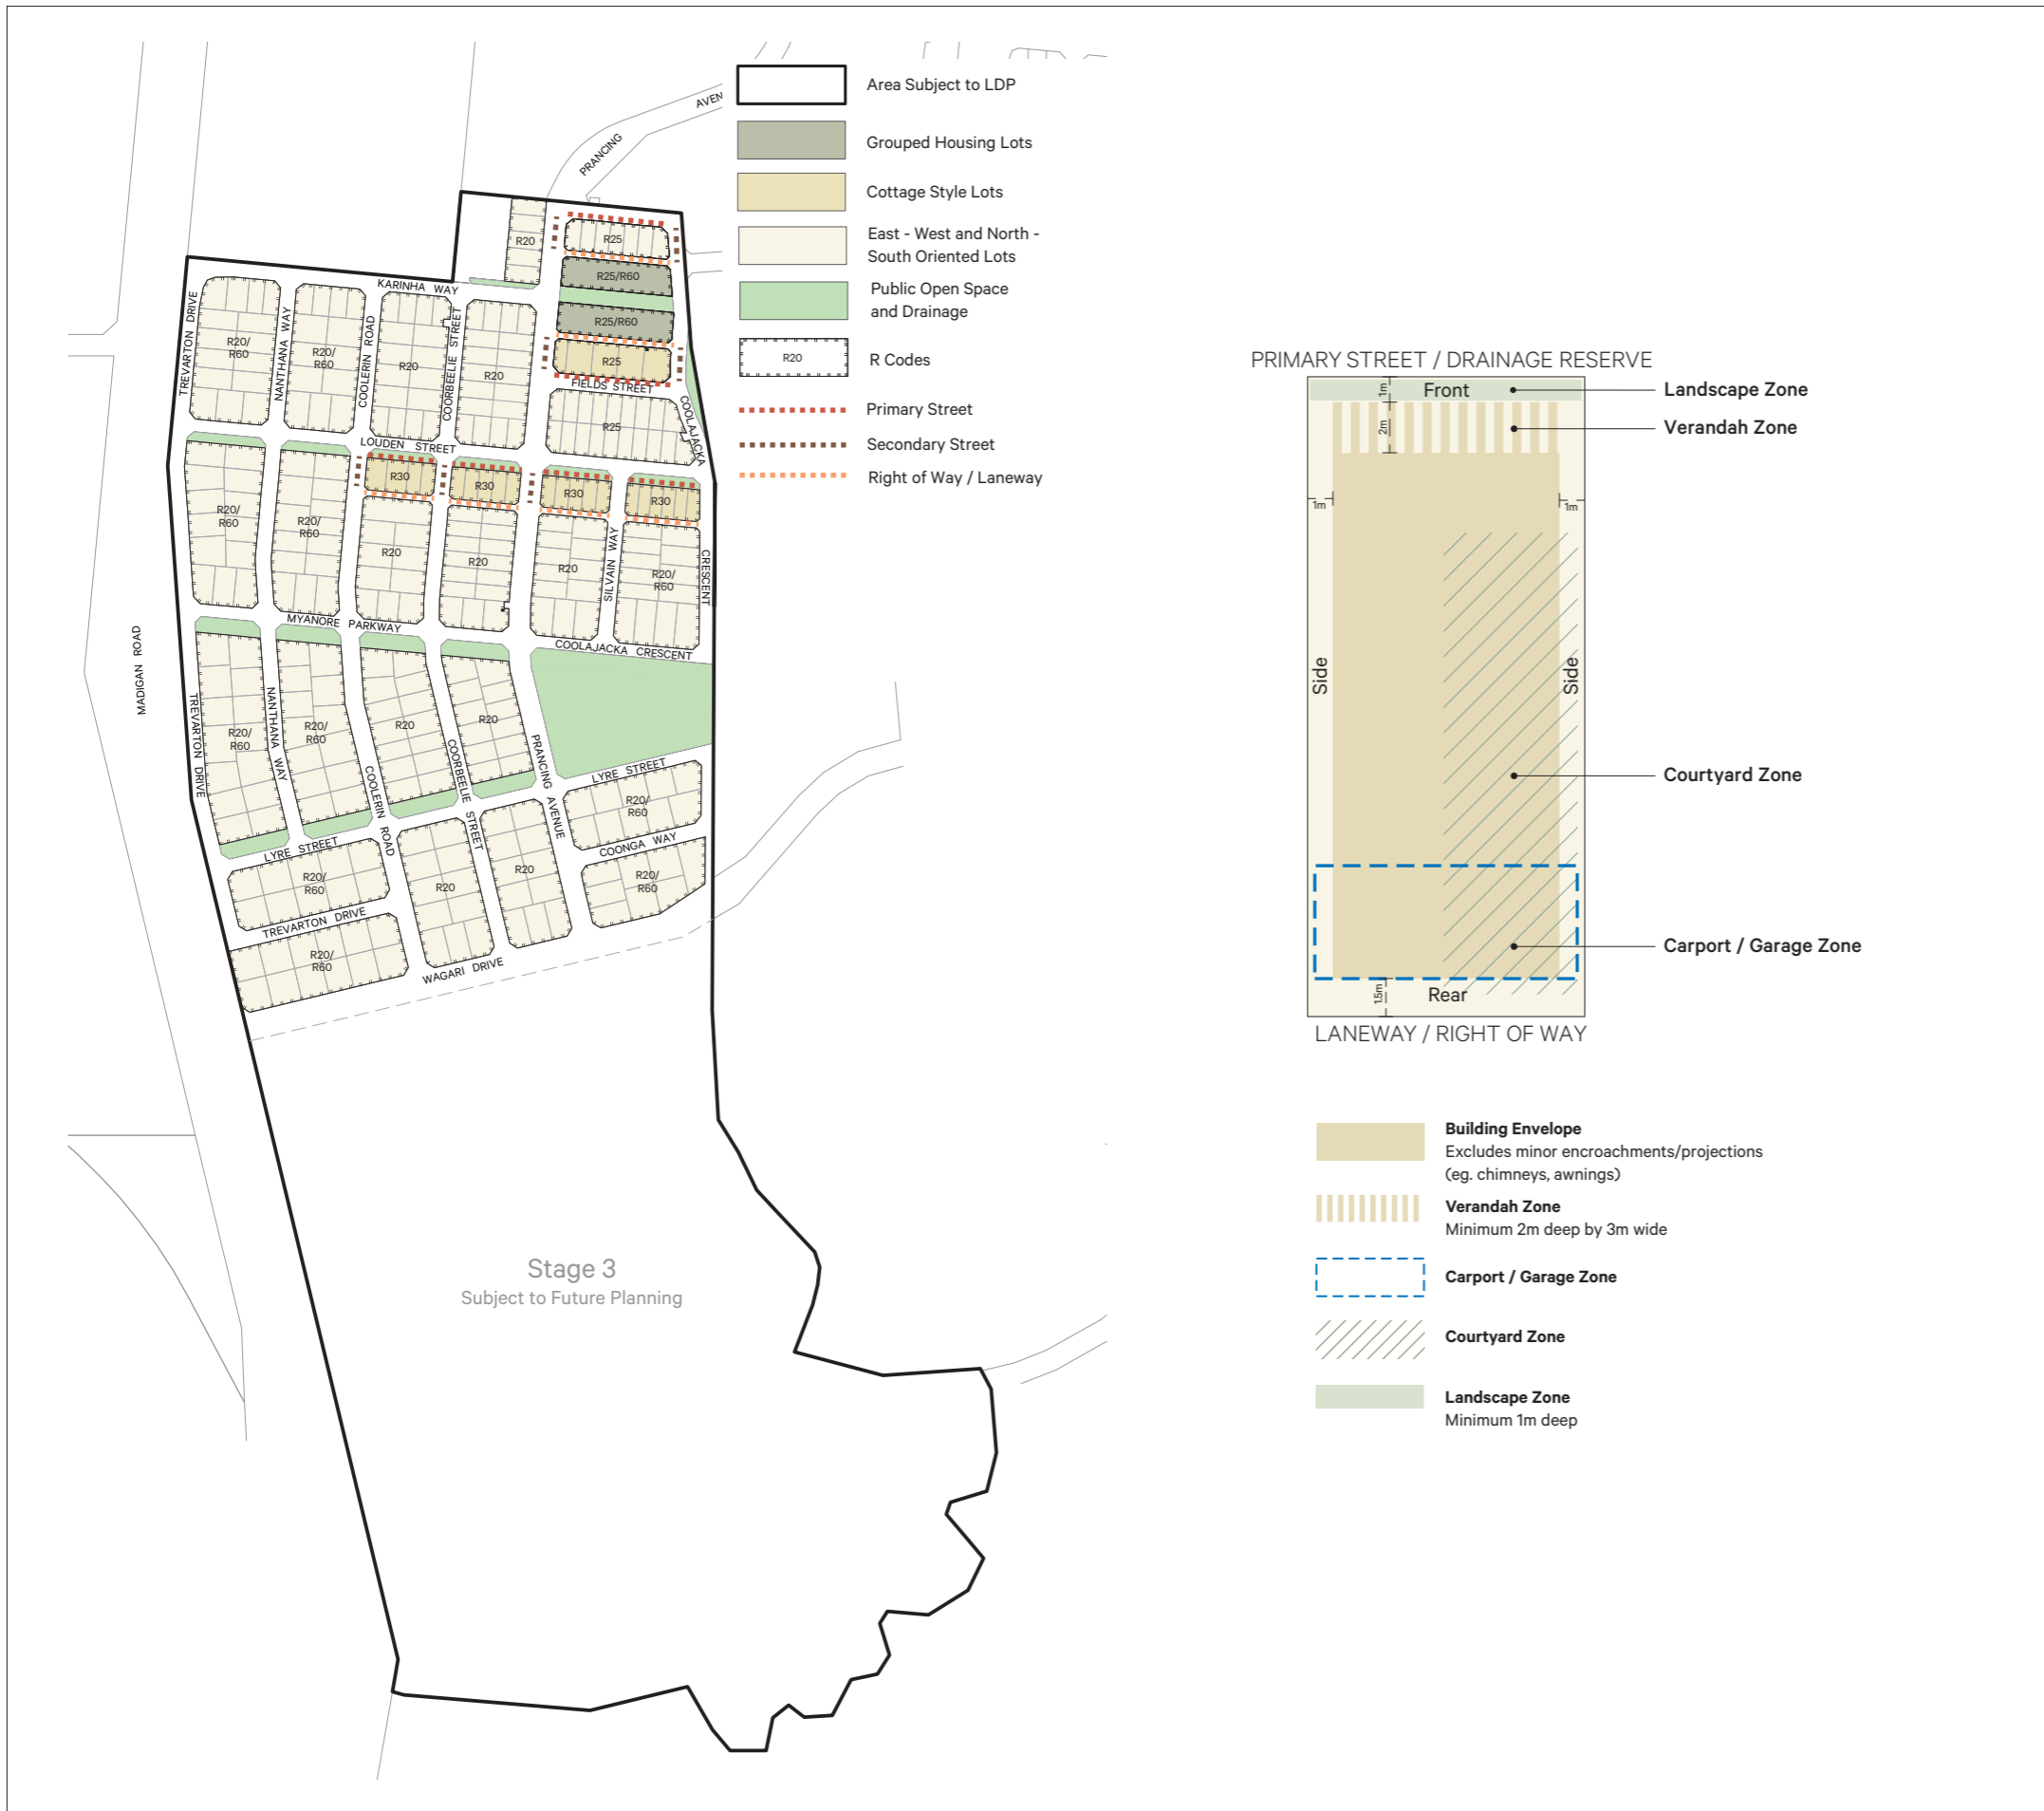 AVEN
PRANCING
Area Subject to LDP
Grouped Housing Lots
Cottage Style Lots
East - West and North -
South Oriented Lots
Public Open Space
and Drainage
R20
R Codes
Primary Street
Secondary Street
Right of Way / Laneway
R20
R25
R25/R60
R25/R60
R25
FIELDS STREET
R25
COOLAJACKA
KARINHA WAY
TREVARTON DRIVE
R20/
R60
NANTHANA WAY
R20/
R60
COOLERIN ROAD
R20
COORBEELIE STREET
R20
LOUDEN STREET
R30
R30
R30
R30
R20/
R60
R20/
R60
R20
R20
R20
SILVAIN WAY
R20/
R60
CRESCENT
MYANORE PARKWAY
COOLAJACKA CRESCENT
MADIGAN ROAD
TREVARTON DRIVE
R20/
R60
NANTHANA WAY
R20/
R60
COOLERIN ROAD
R20
COORBEELIE STREET
R20
PRANCING AVENUE
LYRE STREET
R20/
R60
COONGA WAY
R20/
R60
LYRE STREET
R20/
R60
TREVARTON DRIVE
R20/
R60
R20
R20
WAGARI DRIVE
Stage 3
Subject to Future Planning
PRIMARY STREET / DRAINAGE RESERVE
1m
Front
Landscape Zone
2m
Verandah Zone
1m
1m
Side
Side
Courtyard Zone
Carport / Garage Zone
1.5m
Rear
LANEWAY / RIGHT OF WAY
Building Envelope
Excludes minor encroachments/projections
(eg. chimneys, awnings)
Verandah Zone
Minimum 2m deep by 3m wide
Carport / Garage Zone
Courtyard Zone
Landscape Zone
Minimum 1m deep